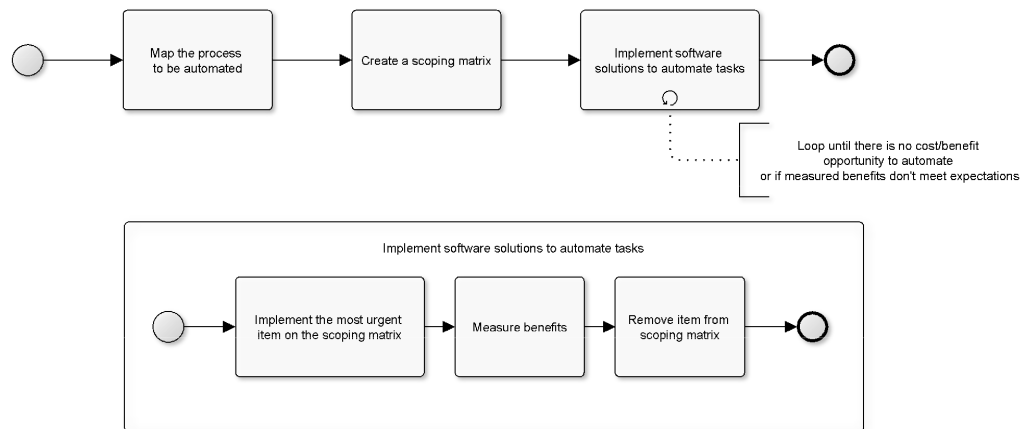 Map the process
to be automated
Create a scoping matrix
Implement software
solutions to automate tasks
Loop until there is no cost/benefit
opportunity to automate
or if measured benefits don't meet expectations
Implement software solutions to automate tasks
Implement the most urgent
item on the scoping matrix
Measure benefits
Remove item from
scoping matrix